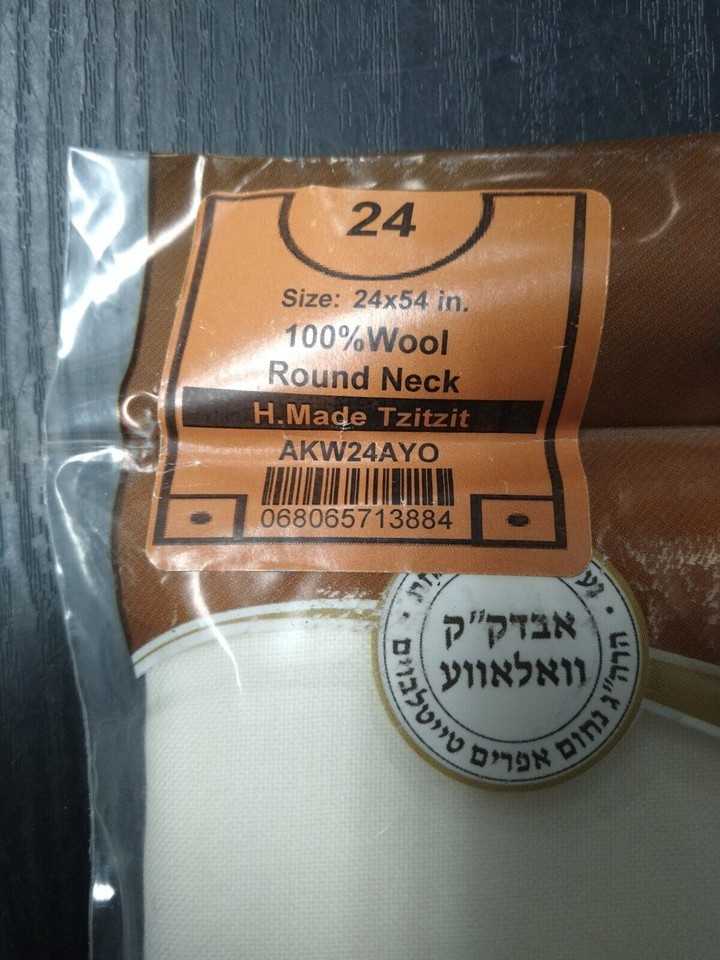 24
Size: 24x54 in.
100%Wool
Round Neck
H.Made Tzitzit
AKW24AYO
068065713884
אבדק״ק
וואלאווע
הרה״ג נחום אפרים טייטלבוים